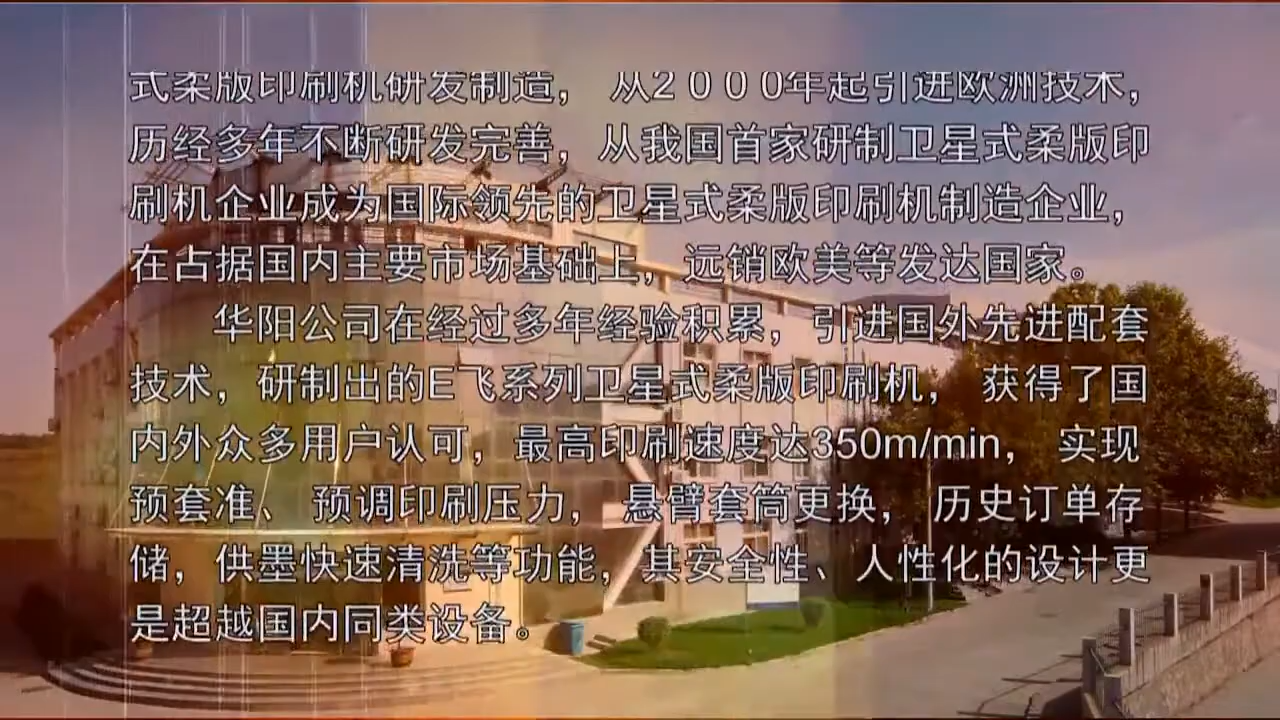 式柔版印刷机研发制造， 从2000年起引进欧洲技术，
历经多年不断研发完善，从我国首家研制卫星式柔版印
刷机企业成为国际领先的卫星式柔版印刷机制造企业，
在占据国内主要市场基础上，远销欧美等发达国家。
华阳公司在经过多年经验积累，引进国外先进配套
技术，研制出的E飞系列卫星式柔版印刷机， 获得了国
内外众多用户认可，最高印刷速度达350m/min， 实现
预套准、 预调印刷压力， 悬臂套筒更换， 历史订单存
储，供墨快速清洗等功能，其安全性、人性化的设计更
是超越国内同类设备。